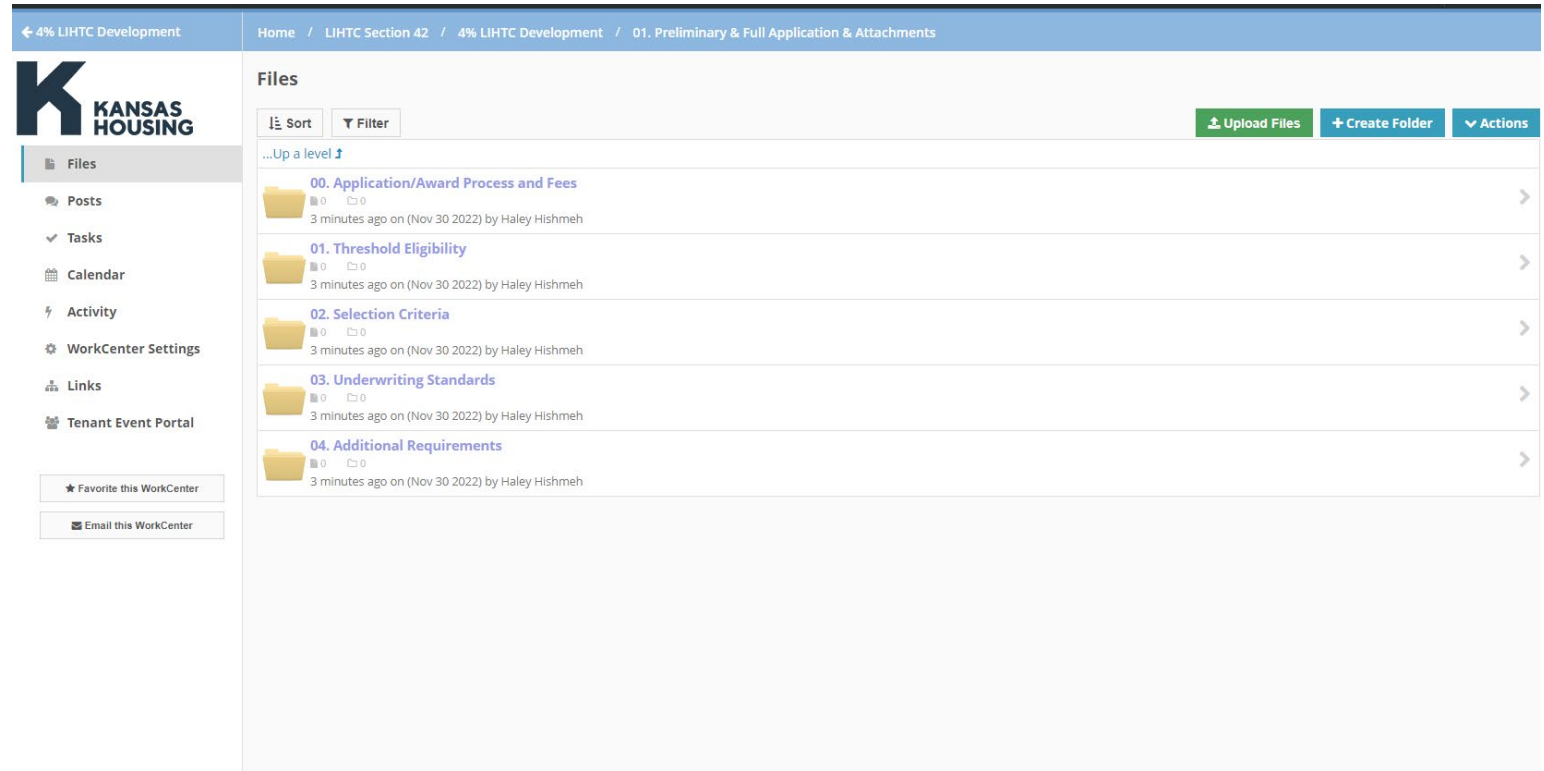 4% LIHTC Development
Home / LIHTC Section 42 / 4% LIHTC Development / 01. Preliminary & Full Application & Attachments
KANSAS
HOUSING
Files
Posts
Tasks
Calendar
Activity
WorkCenter Settings
Links
Tenant Event Portal
Favorite this WorkCenter
Email this WorkCenter
Files
Sort Filter Upload Files + Create Folder Actions
...Up a level
00. Application/Award Process and Fees
0 0
3 minutes ago on (Nov 30 2022) by Haley Hishmeh
01. Threshold Eligibility
0 0
3 minutes ago on (Nov 30 2022) by Haley Hishmeh
02. Selection Criteria
0 0
3 minutes ago on (Nov 30 2022) by Haley Hishmeh
03. Underwriting Standards
0 0
3 minutes ago on (Nov 30 2022) by Haley Hishmeh
04. Additional Requirements
0 0
3 minutes ago on (Nov 30 2022) by Haley Hishmeh